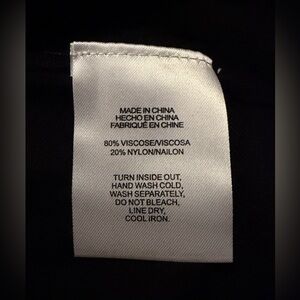 MADE IN CHINA
HECHO EN CHINA
FABRIQUÉ EN CHINE
80% VISCOSE/VISCOSA
20% NYLON/NAILON
TURN INSIDE OUT,
HAND WASH COLD,
WASH SEPARATELY,
DO NOT BLEACH,
LINE DRY,
COOL IRON.